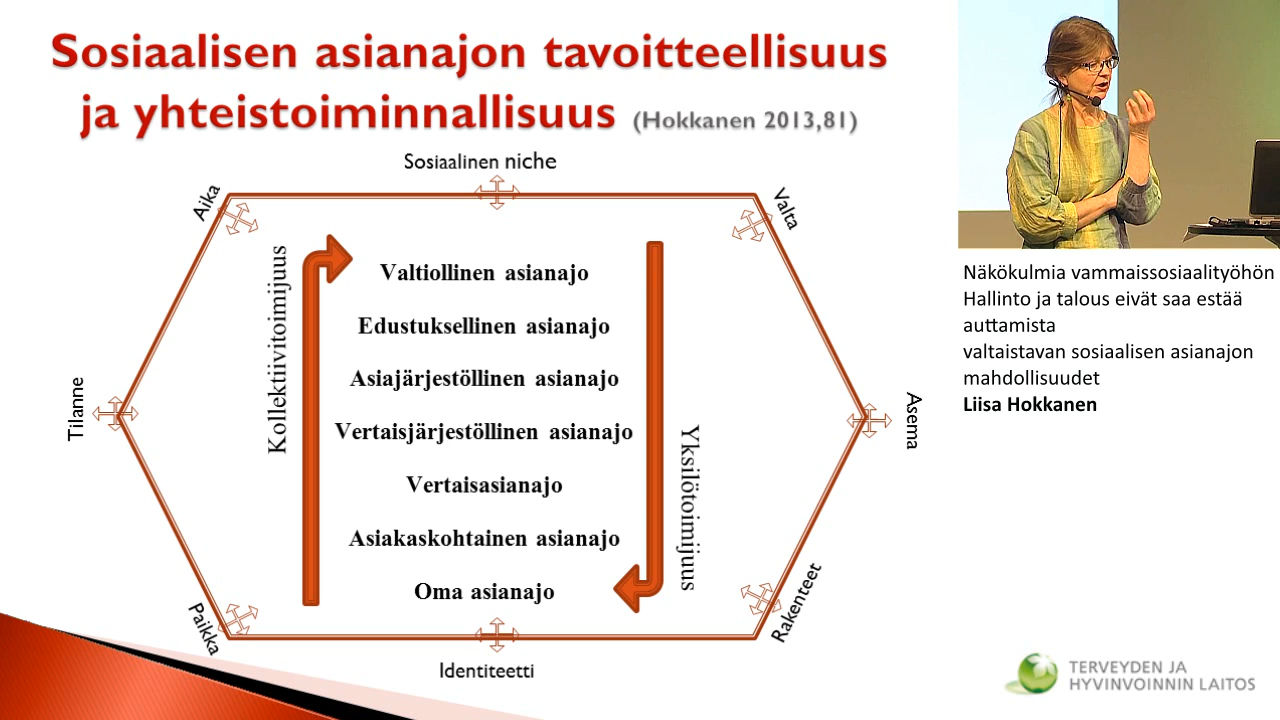 Sosiaalisen asianajon tavoitteellisuus
ja yhteistoiminnallisuus (Hokkanen 2013,81)
Sosiaalinen niche
Aika
Valta
Kollektiivitoimijuus
Valtiollinen asianajo
Edustuksellinen asianajo
Asiajärjestöllinen asianajo
Vertaisjärjestöllinen asianajo
Vertaisasianajo
Asiakaskohtainen asianajo
Oma asianajo
Yksilötoimijuus
Tilanne
Asema
Paikka
Rakenteet
Identiteetti
Näkökulmia vammaissosiaalityöhön
Hallinto ja talous eivät saa estää
auttamista
valtaistavan sosiaalisen asianajon
mahdollisuudet
Liisa Hokkanen
TERVEYDEN JA
HYVINVOINNIN LAITOS